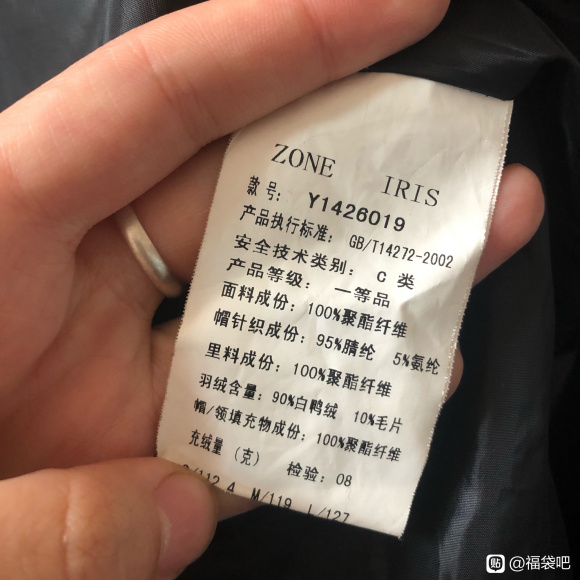 ZONE IRIS
款号: Y1426019
产品执行标准: GB/T14272-2002
安全技术类别: C 类
产品等级: 一等品
面料成份: 100%聚酯纤维
帽针织成份: 95%腈纶 5%氨纶
里料成份: 100%聚酯纤维
羽绒含量: 90%白鸭绒 10%毛片
帽/领填充物成份: 100%聚酯纤维
充绒量(克) 检验: 08
S/112.4 M/119 L/127
贴 @福袋吧